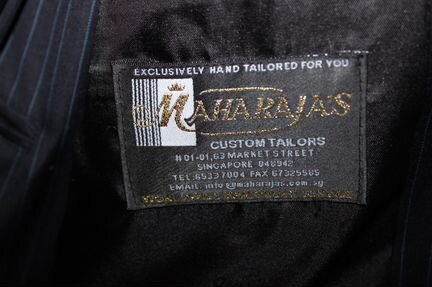 EXCLUSIVELY HAND TAILORED FOR YOU
MAHARAJA'S
CUSTOM TAILORS
#01-01,63 MARKET STREET
SINGAPORE 048942
TEL:65337004 FAX 67325585
EMAIL: info@maharajas.com.sg